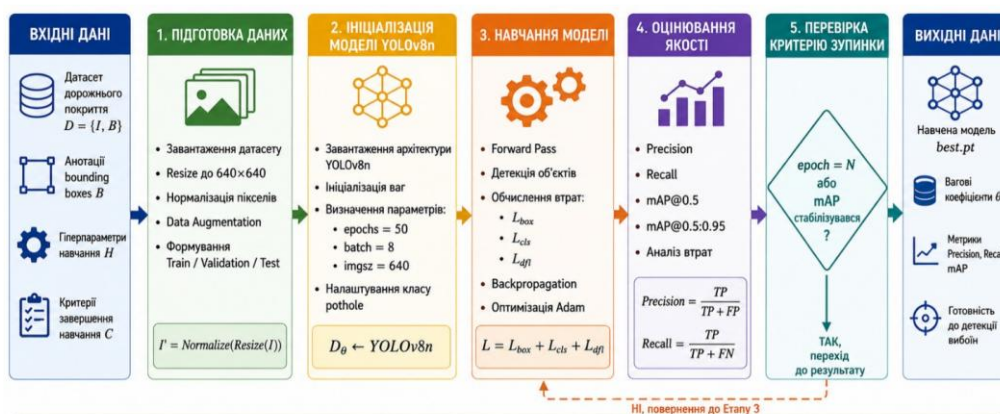 ВХІДНІ ДАНІ
Датасет
дорожнього
покриття
D = {I, B}
Анотації
bounding
boxes B
Гіперпараметри
навчання H
Критерії
завершення
навчання C
1. ПІДГОТОВКА ДАНИХ
• Завантаження датасету
• Resize до 640×640
• Нормалізація пікселів
• Data Augmentation
• Формування
Train / Validation / Test
I' = Normalize(Resize(I))
2. ІНІЦІАЛІЗАЦІЯ
МОДЕЛІ YOLOv8n
• Завантаження архітектури
YOLOv8n
• Ініціалізація ваг
• Визначення параметрів:
• epochs = 50
• batch = 8
• imgsz = 640
• Налаштування класу
pothole
D_θ ← YOLOv8n
3. НАВЧАННЯ МОДЕЛІ
• Forward Pass
• Детекція об'єктів
• Обчислення втрат:
• L_box
• L_cls
• L_dfl
• Backpropagation
• Оптимізація Adam
L = L_box + L_cls + L_dfl
4. ОЦІНЮВАННЯ
ЯКОСТІ
• Precision
• Recall
• mAP@0.5
• mAP@0.5:0.95
• Аналіз втрат
Precision = TP / TP + FP
Recall = TP / TP + FN
5. ПЕРЕВІРКА
КРИТЕРІЮ ЗУПИНКИ
epoch = N
або
mAP
стабілізувався
?
ТАК,
перехід
до результату
ВИХІДНІ ДАНІ
Навчена модель
best.pt
Вагові
коефіцієнти θ
Метрики
Precision, Reca
mAP
Готовність
до детекції
вибоїн
НІ, повернення до Етапу 3